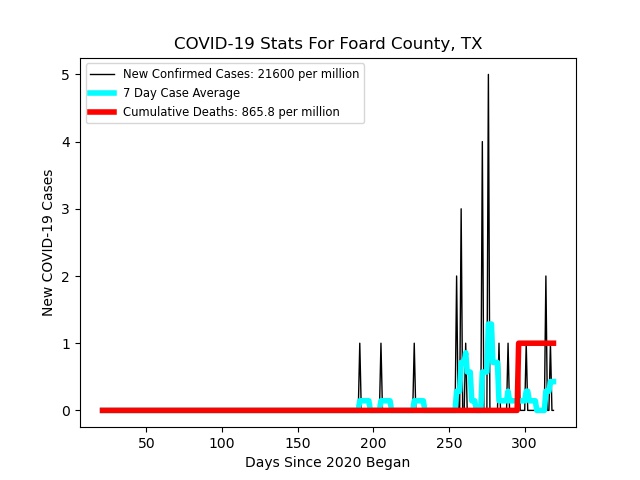 COVID-19 Stats For Foard County, TX
New Confirmed Cases: 21600 per million
7 Day Case Average
Cumulative Deaths: 865.8 per million
New COVID-19 Cases
5
4
3
2
1
0
50 100 150 200 250 300
Days Since 2020 Began